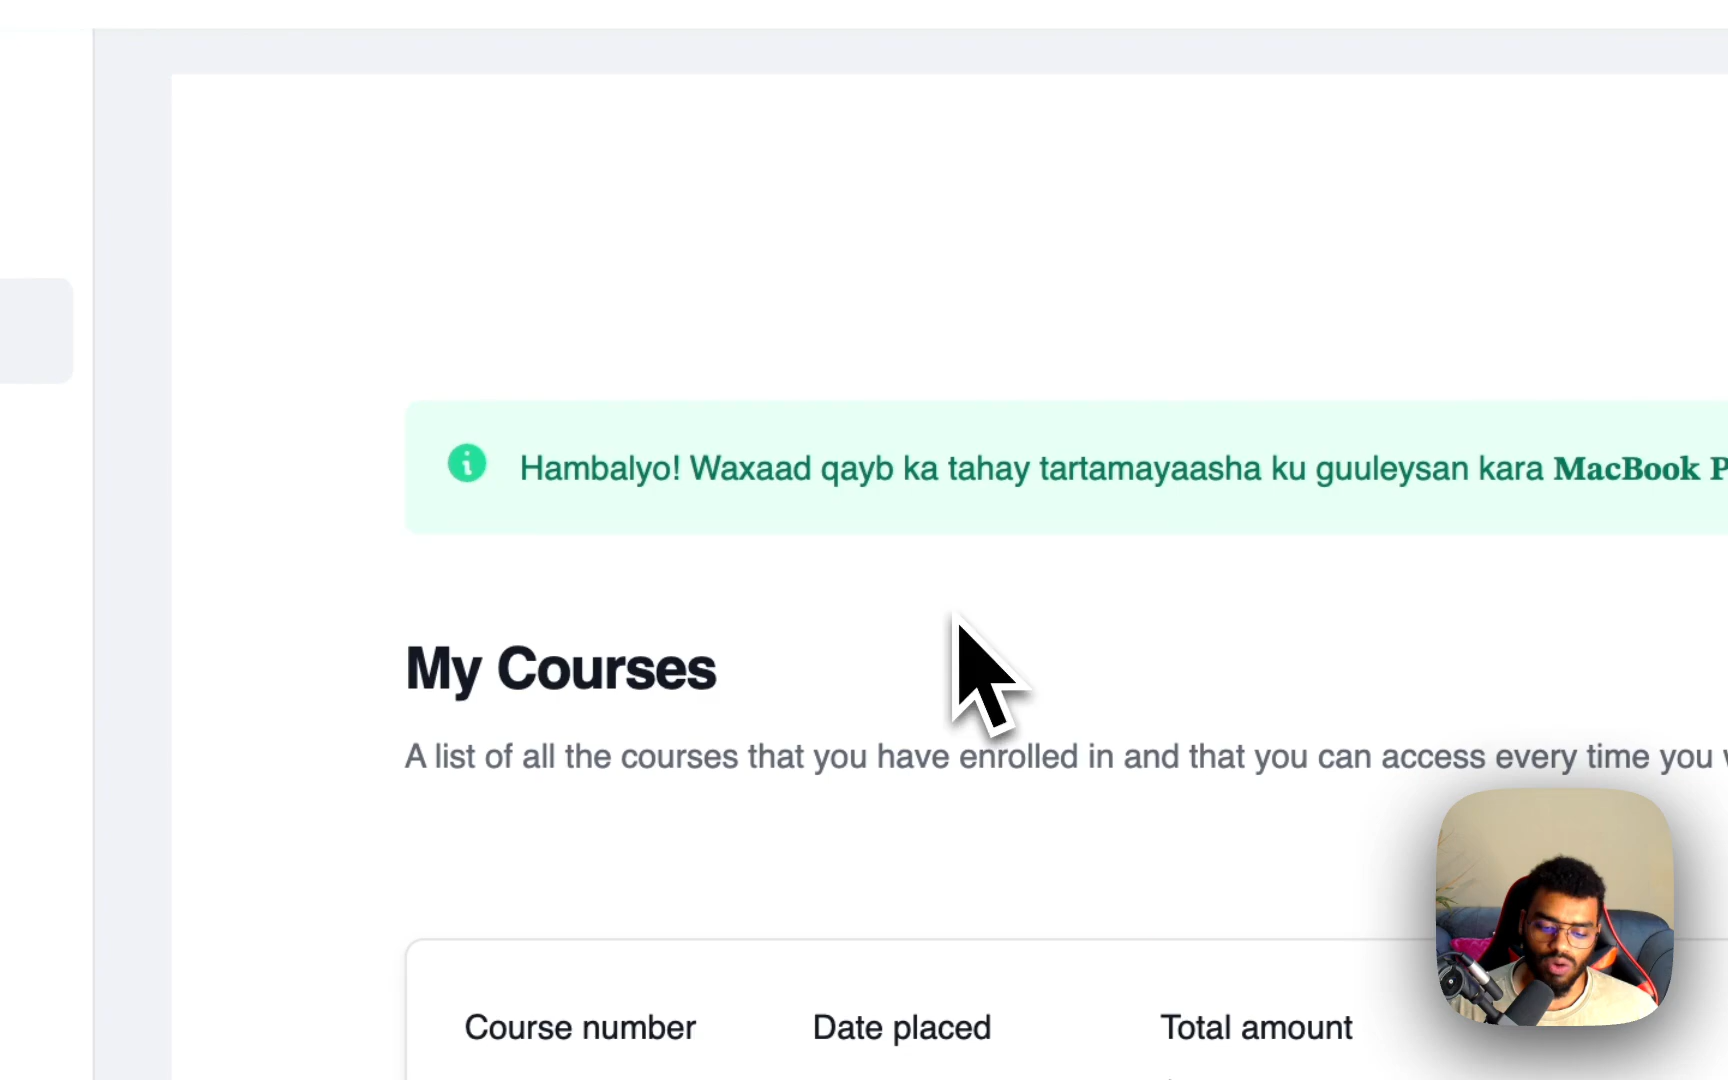 Hambalyo! Waxaad qayb ka tahay tartamayaasha ku guuleysan kara MacBook P
My Courses
A list of all the courses that you have enrolled in and that you can access every time you
Course number Date placed Total amount